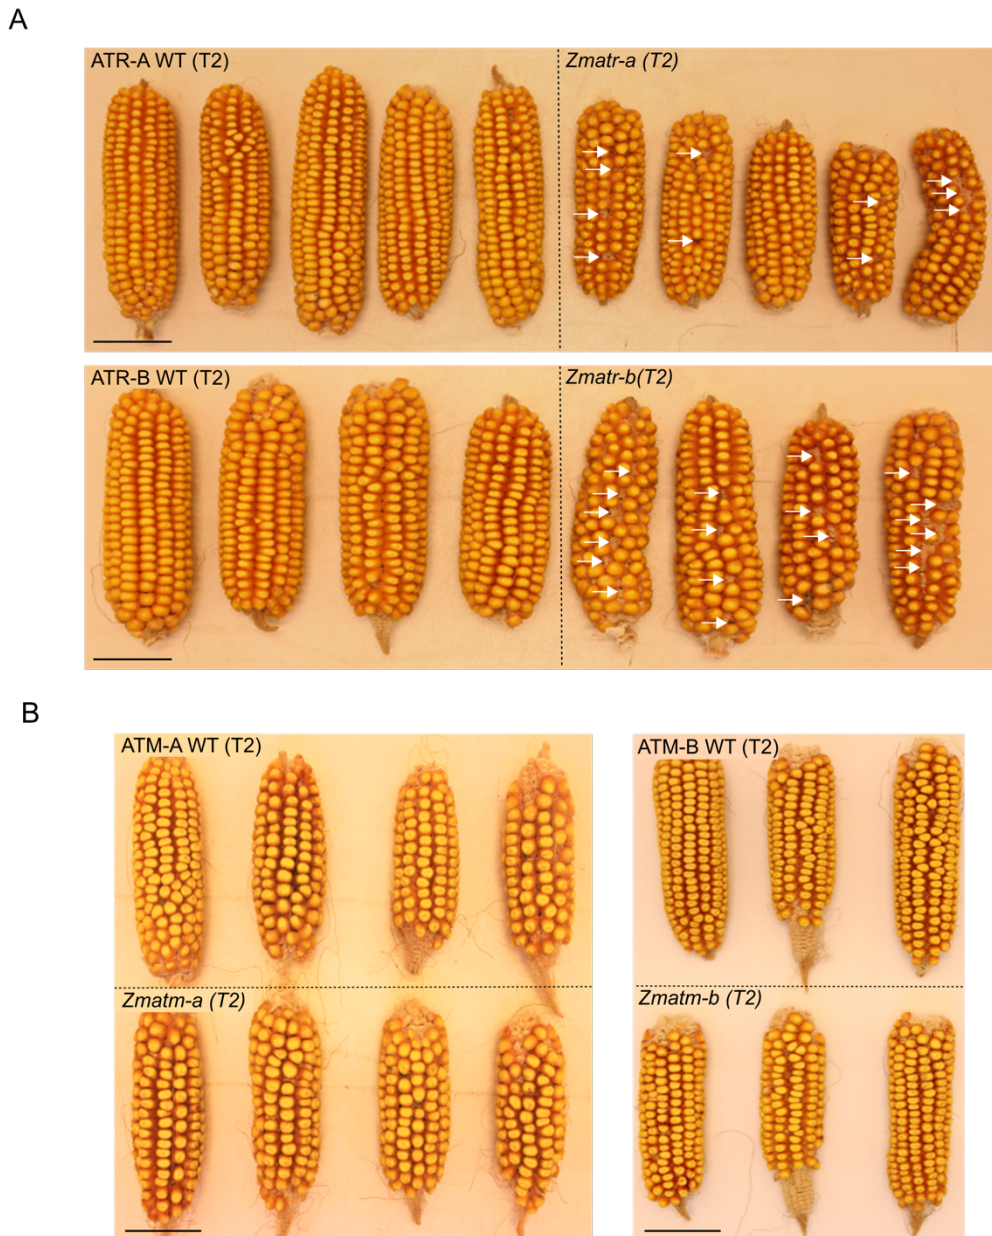 A
ATR-A WT (T2)
Zmatr-a (T2)
ATR-B WT (T2)
Zmatr-b(T2)
B
ATM-A WT (T2)
ATM-B WT (T2)
Zmatm-a (T2)
Zmatm-b (T2)